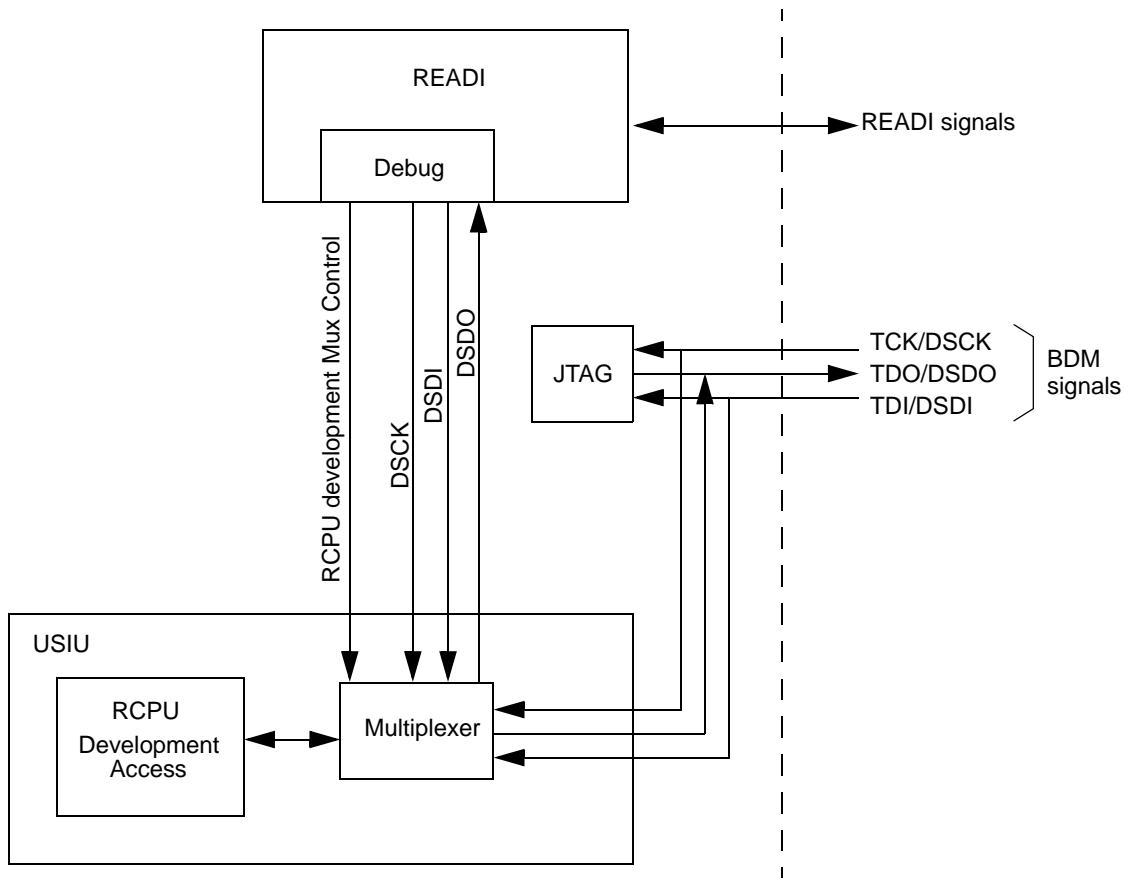 READI
READI signals
Debug
RCPU development Mux Control
DSCK
DSDI
DSDO
JTAG
TCK/DSCK
TDO/DSDO
TDI/DSDI
BDM
signals
USIU
RCPU
Development
Access
Multiplexer